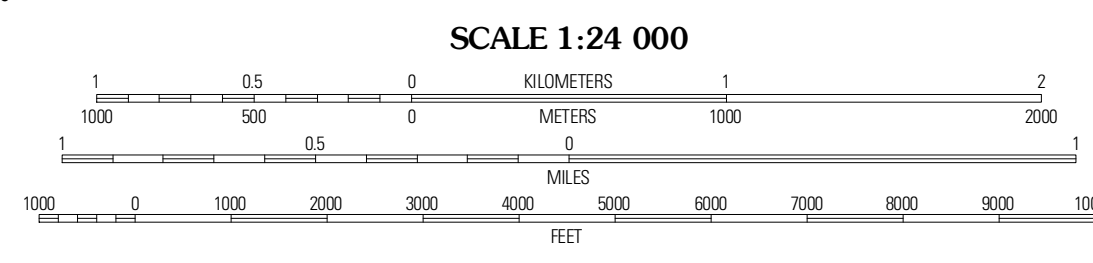 SCALE 1:24 000
1 0.5 0 KILOMETERS 1 2
1000 500 0 METERS 1000 2000
1 0.5 0 1
MILES
1000 0 1000 2000 3000 4000 5000 6000 7000 8000 9000
FEET